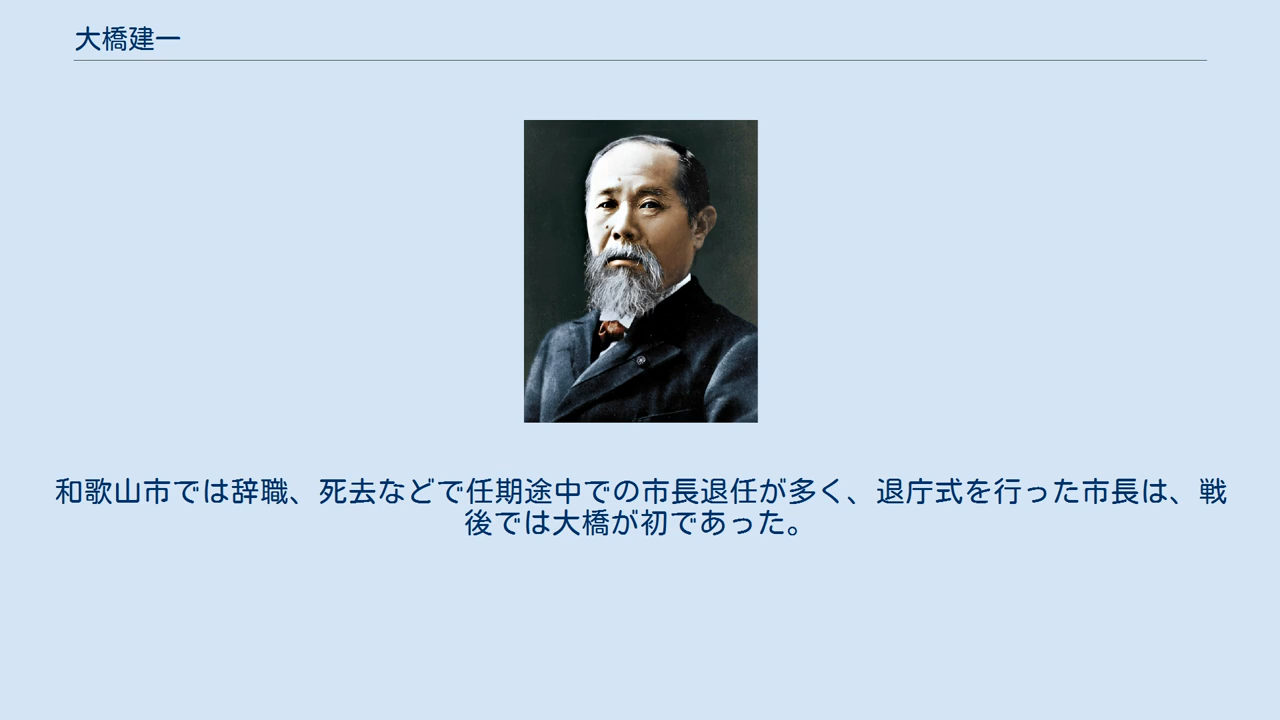 大橋建一
和歌山市では辞職、死去などで任期途中での市長退任が多く、退庁式を行った市長は、戦
後では大橋が初であった。